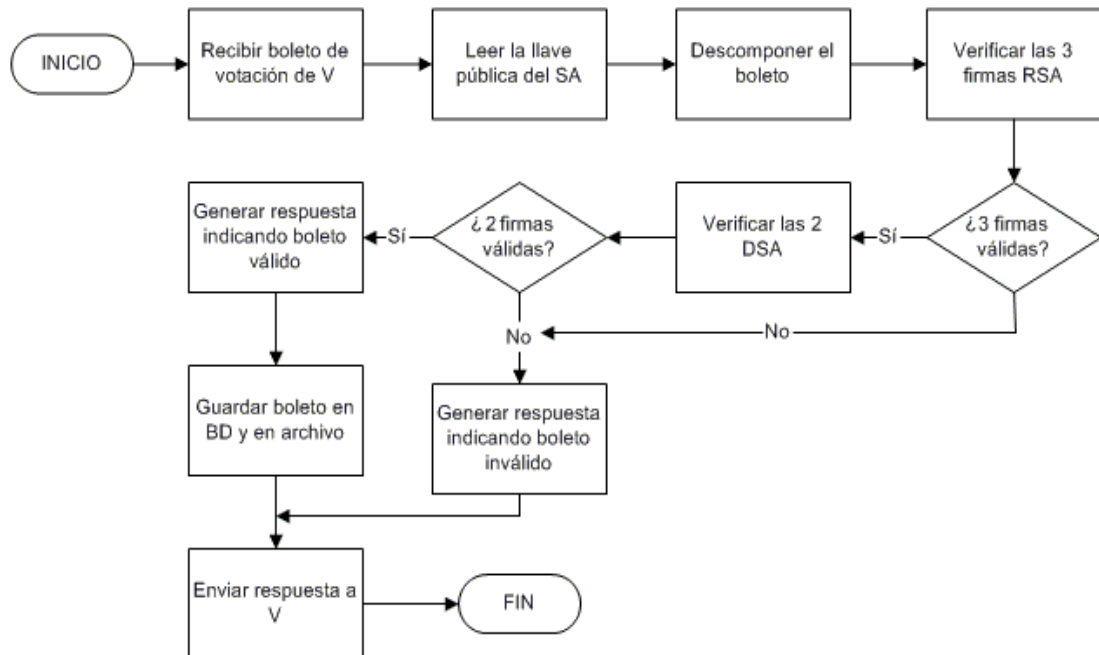 INICIO
Recibir boleto de
votación de V
Leer la llave
pública del SA
Descomponer el
boleto
Verificar las 3
firmas RSA
Generar respuesta
indicando boleto
válido
Sí
¿2 firmas
válidas?
Verificar las 2
DSA
Sí
¿3 firmas
válidas?
No
No
Guardar boleto en
BD y en archivo
Generar respuesta
indicando boleto
inválido
Enviar respuesta a
V
FIN